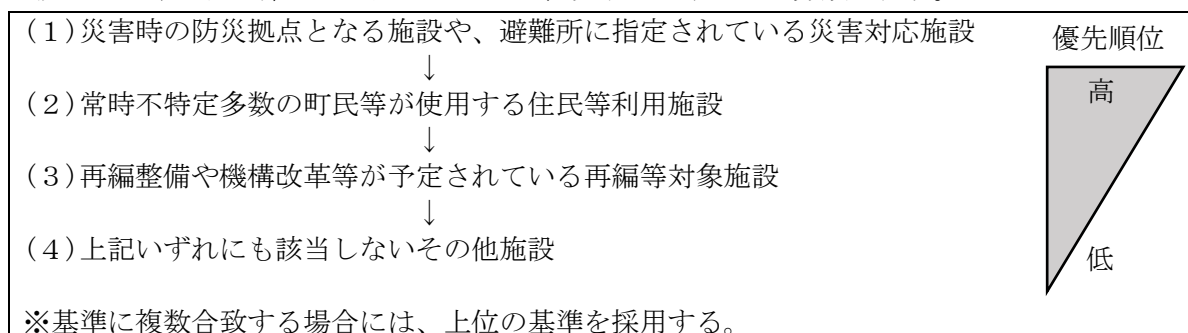 (1)災害時の防災拠点となる施設や、避難所に指定されている災害対応施設
優先順位
↓
高
(2)常時不特定多数の町民等が使用する住民等利用施設
↓
(3)再編整備や機構改革等が予定されている再編等対象施設
↓
(4)上記いずれにも該当しないその他施設
低
※基準に複数合致する場合には、上位の基準を採用する。